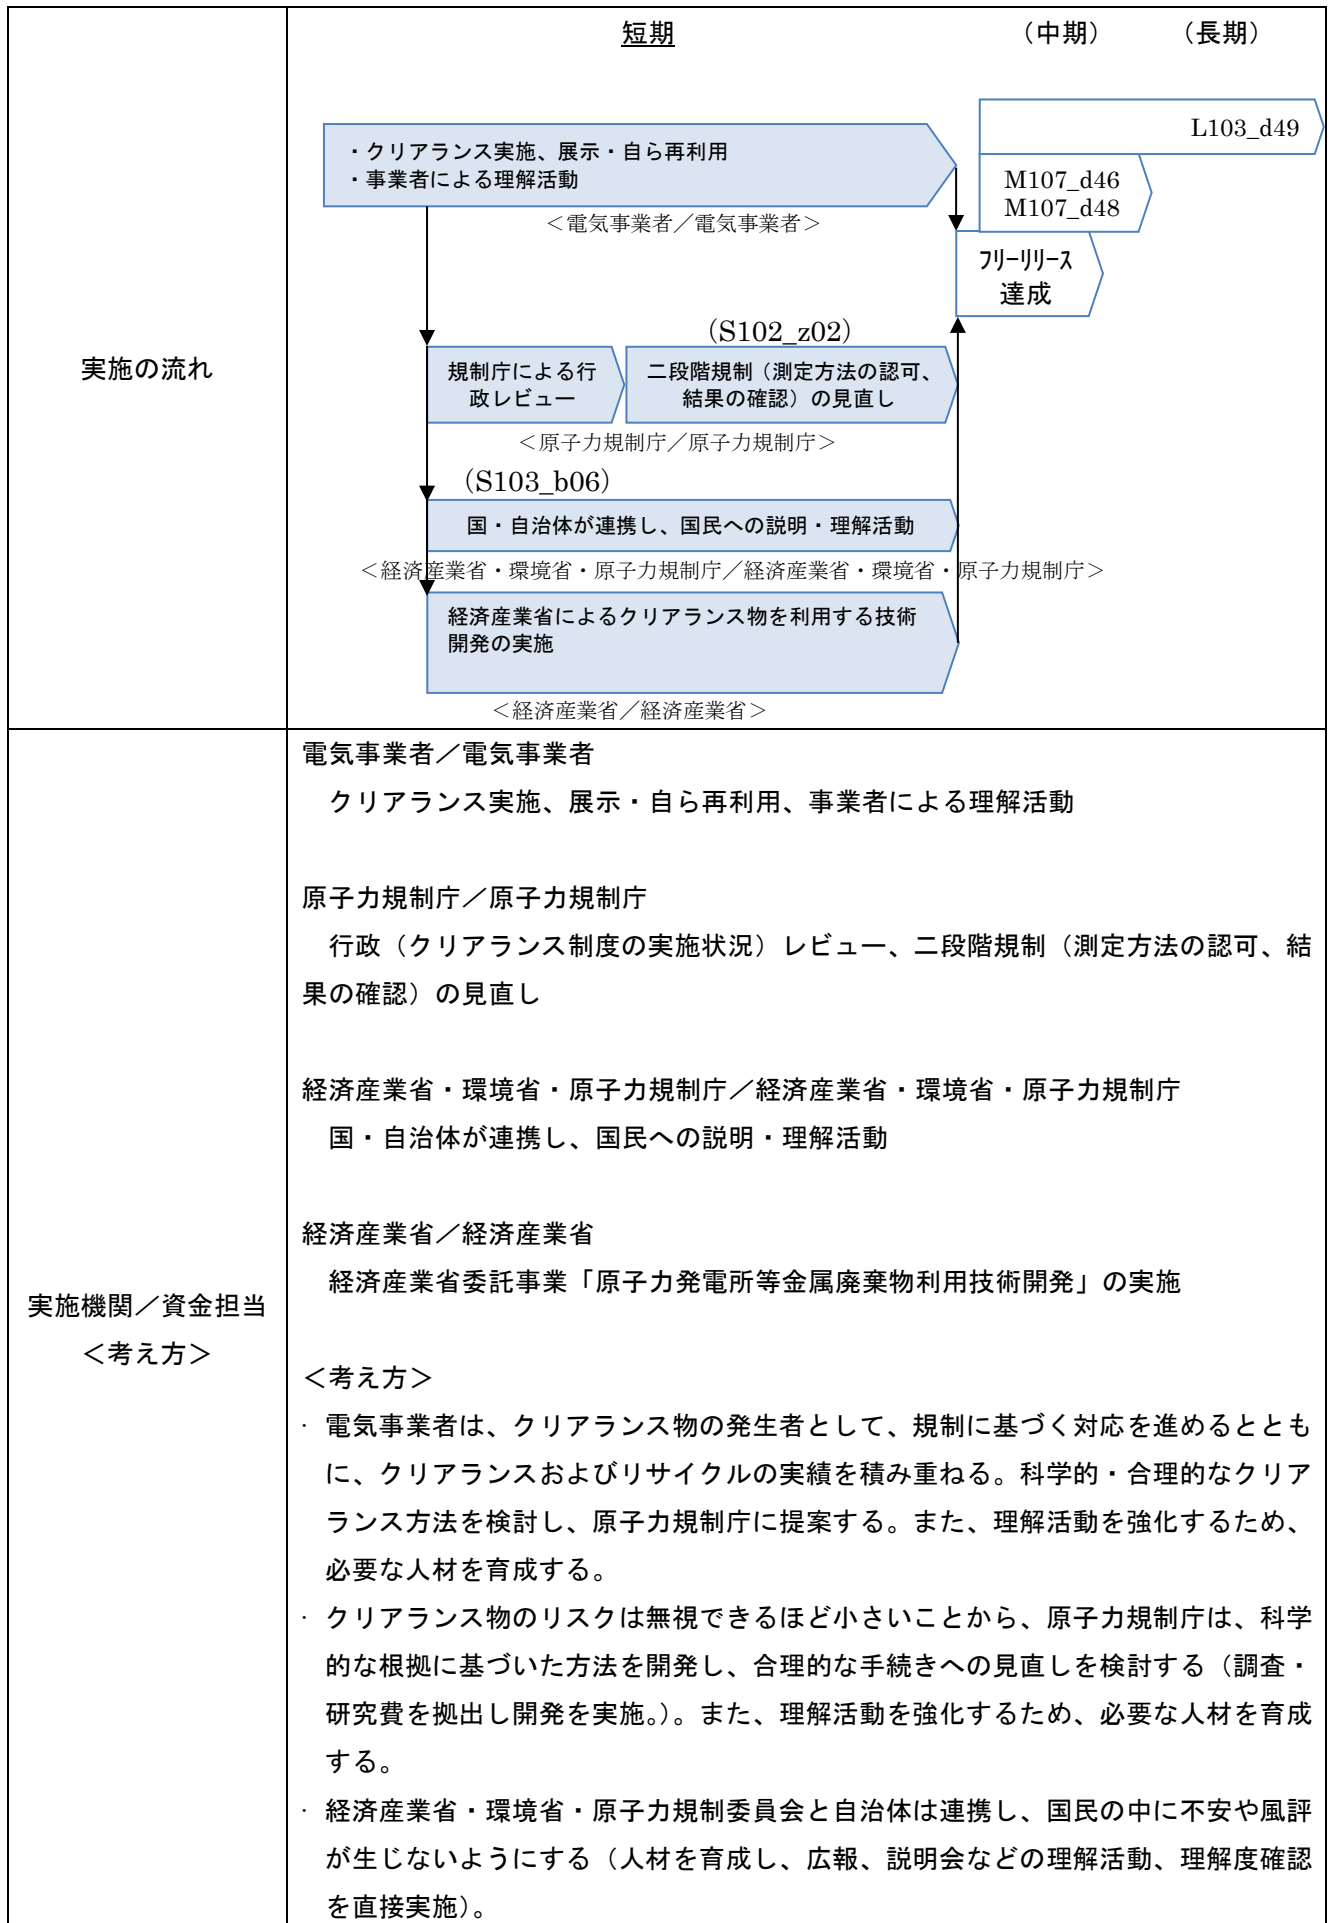 実施の流れ
短期
（中期）
（長期）
L103_d49
・クリアランス実施、展示・自ら再利用
・事業者による理解活動
＜電気事業者／電気事業者＞
M107_d46
M107_d48
フリーリリース
達成
（S102_z02）
規制庁による行
政レビュー
二段階規制（測定方法の認可、
結果の確認）の見直し
＜原子力規制庁／原子力規制庁＞
（S103_b06）
国・自治体が連携し、国民への説明・理解活動
＜経済産業省・環境省・原子力規制庁／経済産業省・環境省・原子力規制庁＞
経済産業省によるクリアランス物を利用する技術
開発の実施
＜経済産業省／経済産業省＞
実施機関／資金担当
＜考え方＞
電気事業者／電気事業者
クリアランス実施、展示・自ら再利用、事業者による理解活動
原子力規制庁／原子力規制庁
行政（クリアランス制度の実施状況）レビュー、二段階規制（測定方法の認可、結
果の確認）の見直し
経済産業省・環境省・原子力規制庁／経済産業省・環境省・原子力規制庁
国・自治体が連携し、国民への説明・理解活動
経済産業省／経済産業省
経済産業省委託事業「原子力発電所等金属廃棄物利用技術開発」の実施
＜考え方＞
· 電気事業者は、クリアランス物の発生者として、規制に基づく対応を進めるととも
に、クリアランスおよびリサイクルの実績を積み重ねる。科学的・合理的なクリア
ランス方法を検討し、原子力規制庁に提案する。また、理解活動を強化するため、
必要な人材を育成する。
· クリアランス物のリスクは無視できるほど小さいことから、原子力規制庁は、科学
的な根拠に基づいた方法を開発し、合理的な手続きへの見直しを検討する（調査・
研究費を拠出し開発を実施。）。また、理解活動を強化するため、必要な人材を育成
する。
· 経済産業省・環境省・原子力規制委員会と自治体は連携し、国民の中に不安や風評
が生じないようにする（人材を育成し、広報、説明会などの理解活動、理解度確認
を直接実施）。